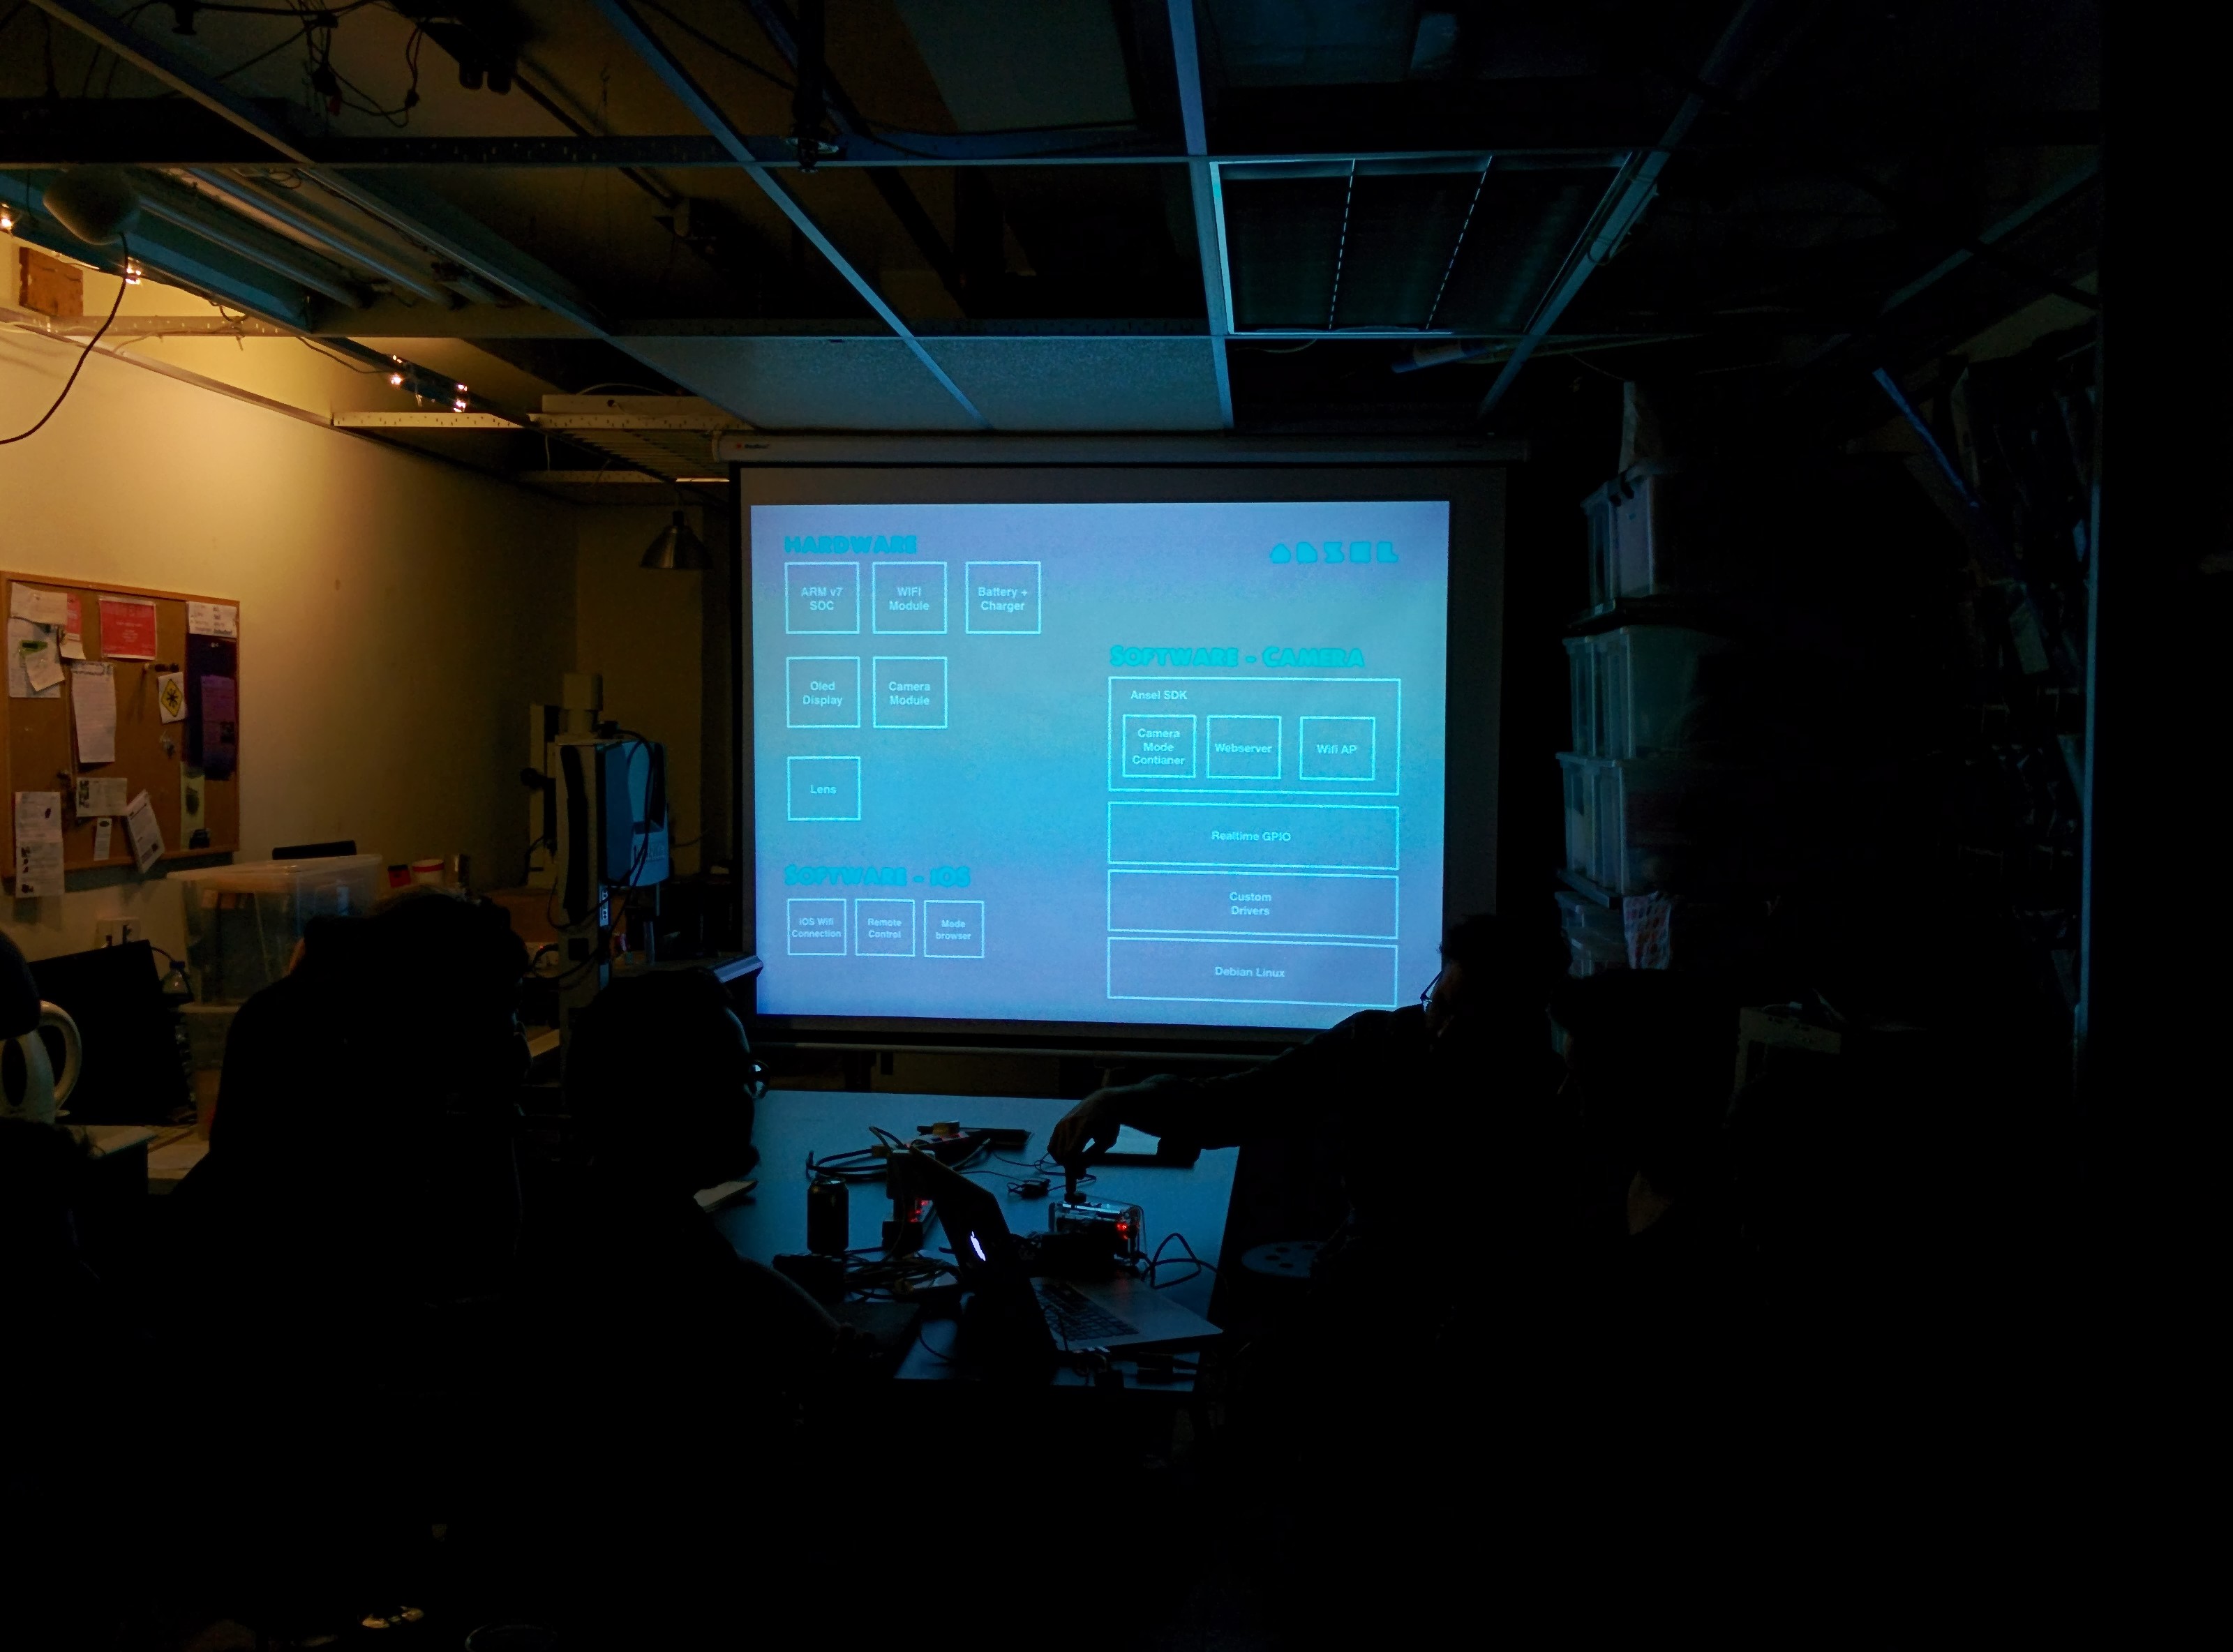 HARDWARE
ANSEL
ARM v7
SOC
WIFI
Module
Battery +
Charger
Oled
Display
Camera
Module
Lens
SOFTWARE - CAMERA
Ansel SDK
Camera
Mode
Contianer
Webserver
Wifi AP
Realtime GPIO
Custom
Drivers
Debian Linux
SOFTWARE - IOS
iOS Wifi
Connection
Remote
Control
Mode
browser